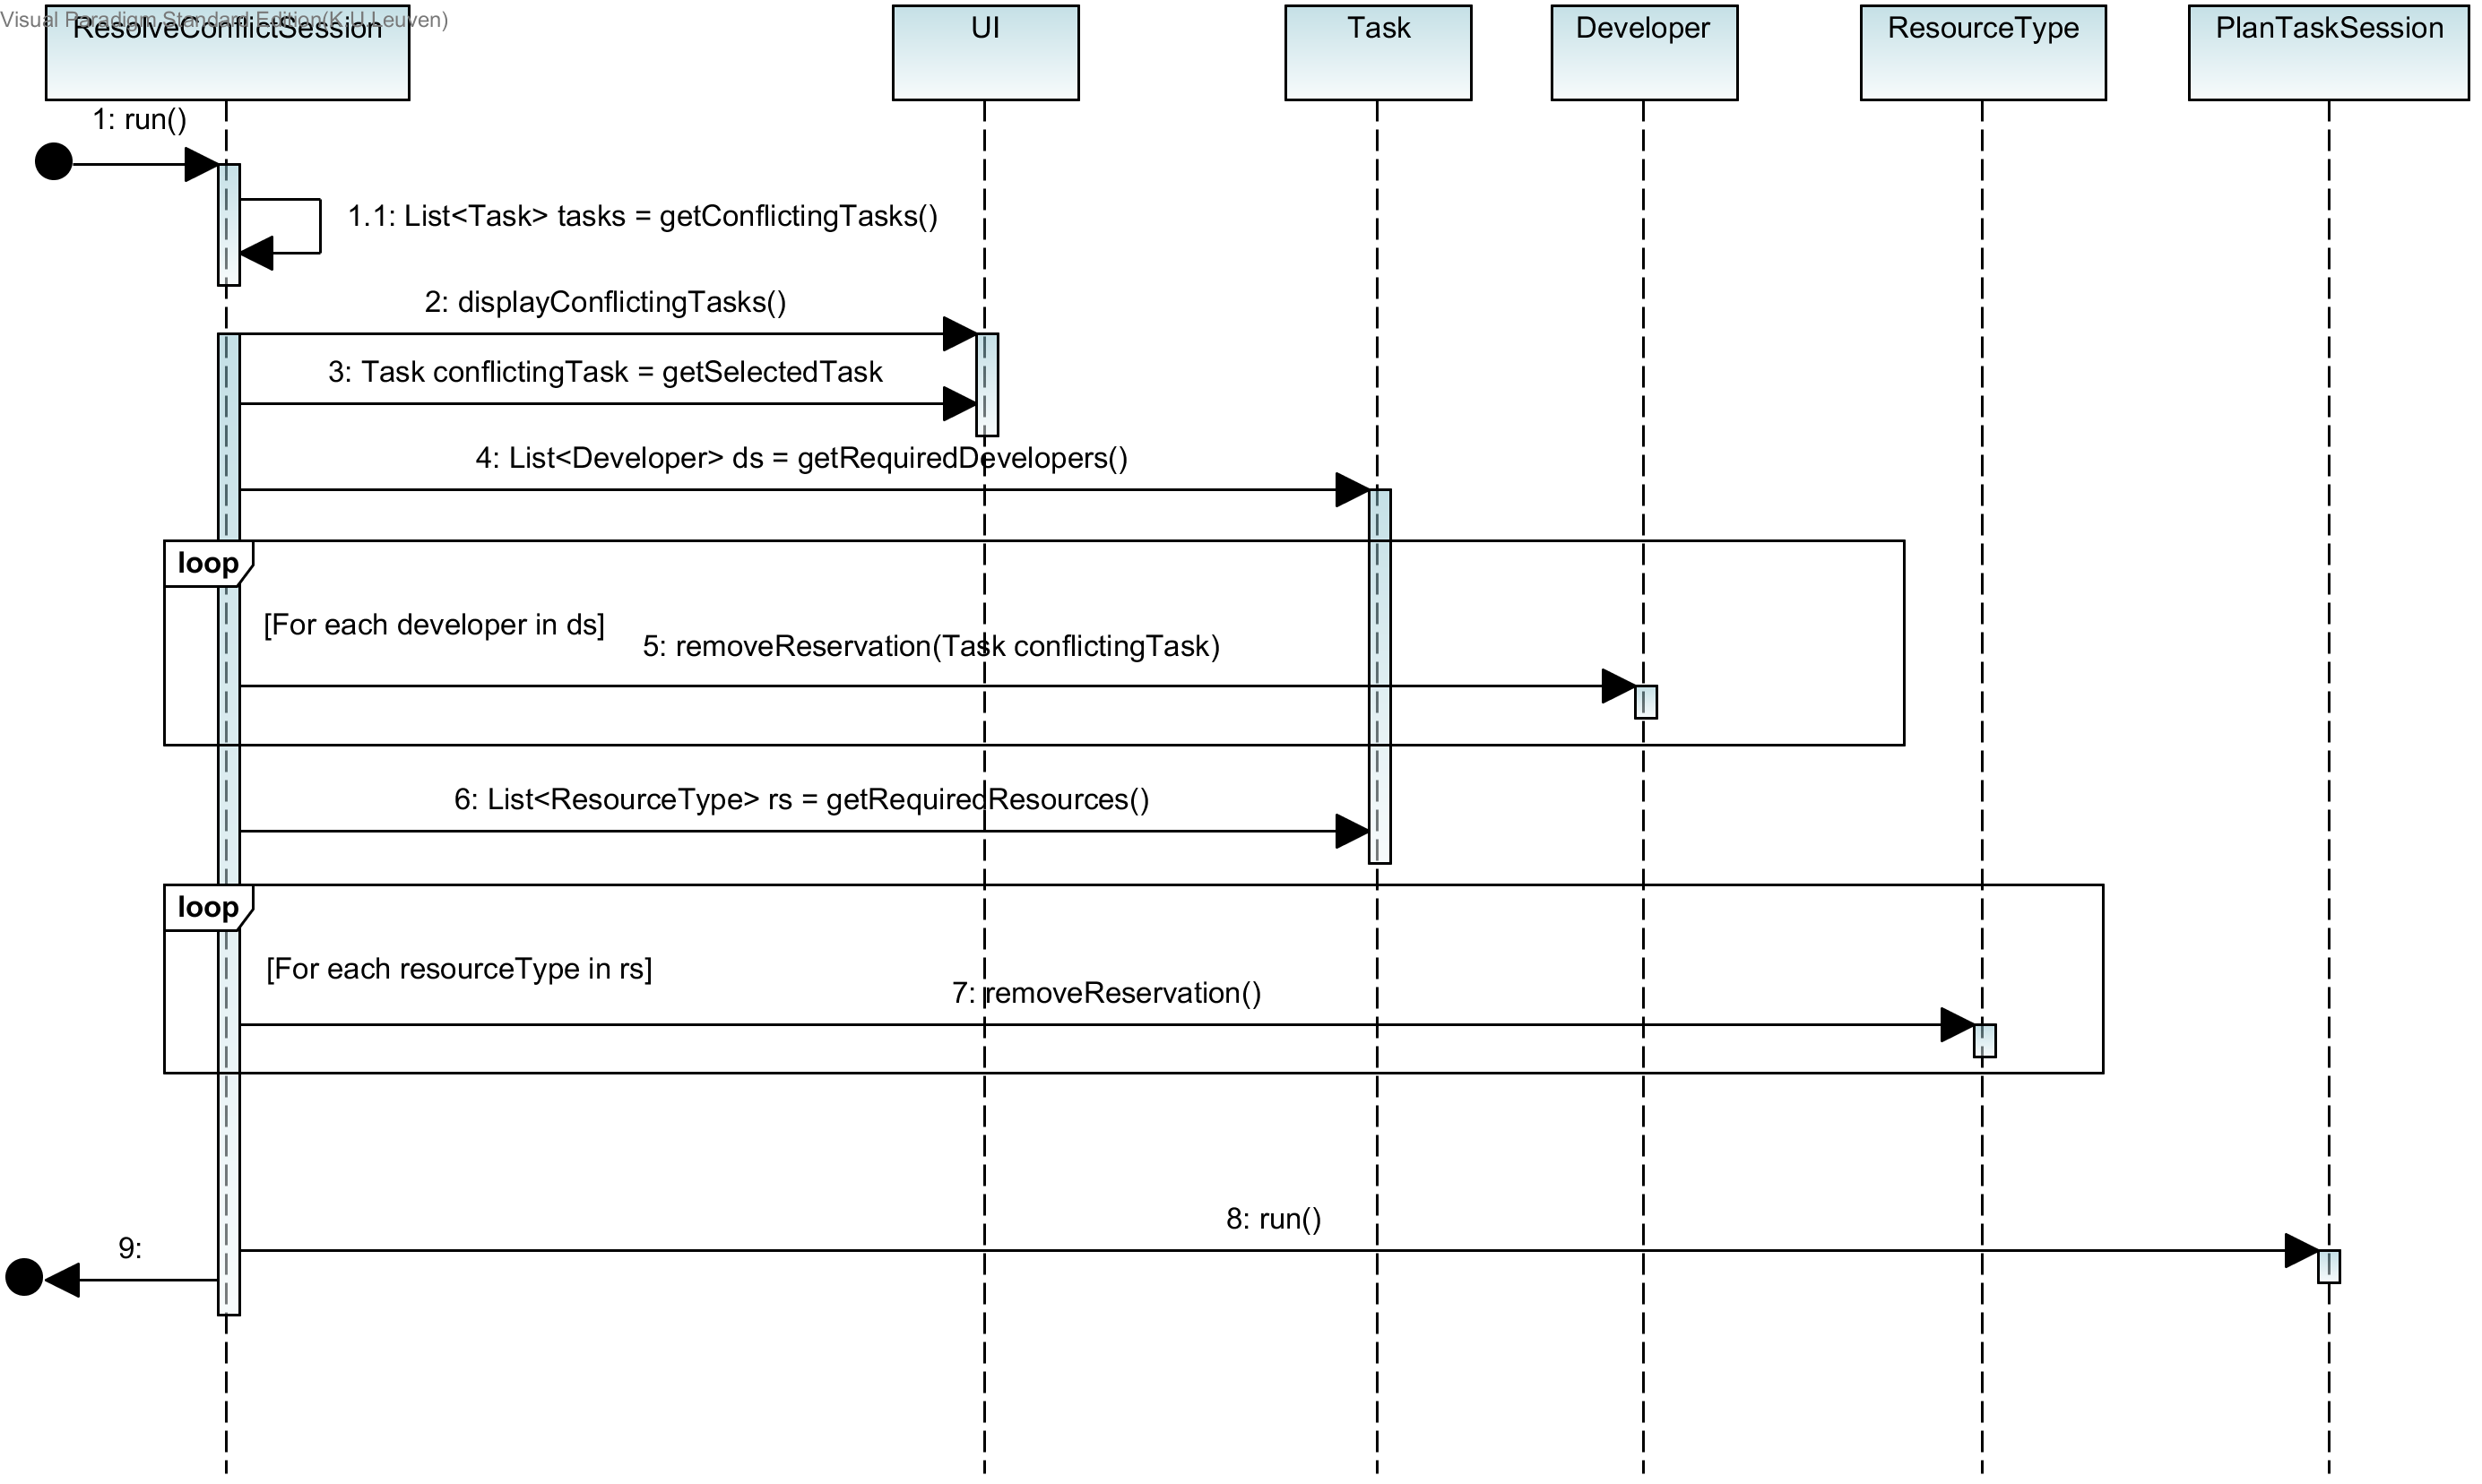 Visual Paradigm Standard Edition(K.U.Leuven)
ResolveConflictSession
UI
Task
Developer
ResourceType
PlanTaskSession
1: run()
1.1: List<Task> tasks = getConflictingTasks()
2: displayConflictingTasks()
3: Task conflictingTask = getSelectedTask
4: List<Developer> ds = getRequiredDevelopers()
loop
[For each developer in ds]
5: removeReservation(Task conflictingTask)
6: List<ResourceType> rs = getRequiredResources()
loop
[For each resourceType in rs]
7: removeReservation()
8: run()
9: